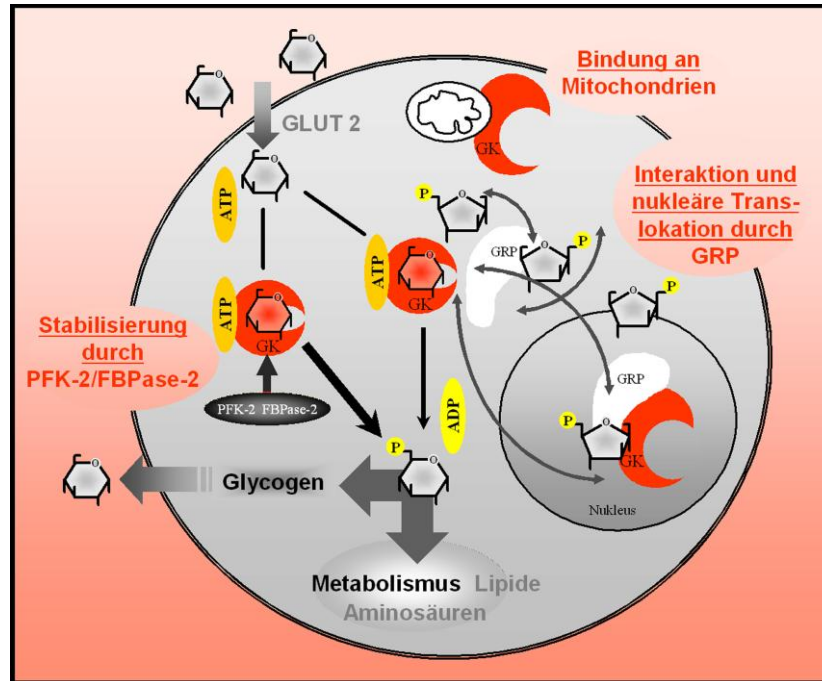 Bindung an
Mitochondrien
GLUT 2
GK
Interaktion und
nukleäre Trans-
lokation durch
GRP
ATP
P
O
GRP
P
ATP
GK
P
ATP
GK
Stabilisierung
durch
PFK-2/FBPase-2
PFK-2 FBPase-2
ADP
GRP
P
GK
Nukleus
P
Glycogen
Metabolismus Lipide
Aminosäuren